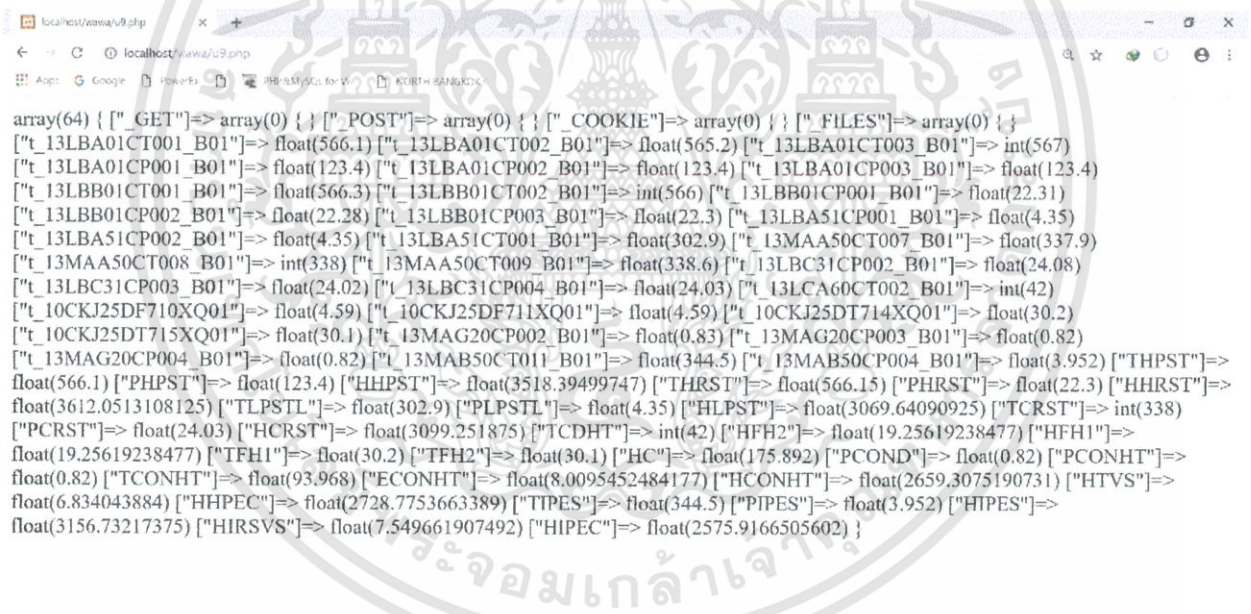 localhost/wawa/u9.php
localhost/wawa/u9.php
Apps Google PowerEx PHP&MySQL for W NORTH BANGKOK
array(64) { ["_GET"]=> array(0) { } ["_POST"]=> array(0) { } ["_COOKIE"]=> array(0) { } ["_FILES"]=> array(0) { }
["t_13LBA01CT001_B01"]=> float(566.1) ["t_13LBA01CT002_B01"]=> float(565.2) ["t_13LBA01CT003_B01"]=> int(567)
["t_13LBA01CP001_B01"]=> float(123.4) ["t_13LBA01CP002_B01"]=> float(123.4) ["t_13LBA01CP003_B01"]=> float(123.4)
["t_13LBB01CT001_B01"]=> float(566.3) ["t_13LBB01CT002_B01"]=> int(566) ["t_13LBB01CP001_B01"]=> float(22.31)
["t_13LBB01CP002_B01"]=> float(22.28) ["t_13LBB01CP003_B01"]=> float(22.3) ["t_13LBA51CP001_B01"]=> float(4.35)
["t_13LBA51CP002_B01"]=> float(4.35) ["t_13LBA51CT001_B01"]=> float(302.9) ["t_13MAA50CT007_B01"]=> float(337.9)
["t_13MAA50CT008_B01"]=> int(338) ["t_13MAA50CT009_B01"]=> float(338.6) ["t_13LBC31CP002_B01"]=> float(24.08)
["t_13LBC31CP003_B01"]=> float(24.02) ["t_13LBC31CP004_B01"]=> float(24.03) ["t_13LCA60CT002_B01"]=> int(42)
["t_10CKJ25DF710XQ01"]=> float(4.59) ["t_10CKJ25DF711XQ01"]=> float(4.59) ["t_10CKJ25DT714XQ01"]=> float(30.2)
["t_10CKJ25DT715XQ01"]=> float(30.1) ["t_13MAG20CP002_B01"]=> float(0.83) ["t_13MAG20CP003_B01"]=> float(0.82)
["t_13MAG20CP004_B01"]=> float(0.82) ["t_13MAB50CT011_B01"]=> float(344.5) ["t_13MAB50CP004_B01"]=> float(3.952) ["THPST"]=>
float(566.1) ["PHPST"]=> float(123.4) ["HHPST"]=> float(3518.39499747) ["THRST"]=> float(566.15) ["PHRST"]=> float(22.3) ["HHRST"]=>
float(3612.0513108125) ["TLPSTL"]=> float(302.9) ["PLPSTL"]=> float(4.35) ["HLPST"]=> float(3069.64090925) ["TCRST"]=> int(338)
["PCRST"]=> float(24.03) ["HCRST"]=> float(3099.251875) ["TCDHT"]=> int(42) ["HFH2"]=> float(19.25619238477) ["HFH1"]=>
float(19.25619238477) ["TFH1"]=> float(30.2) ["TFH2"]=> float(30.1) ["HC"]=> float(175.892) ["PCOND"]=> float(0.82) ["PCONHT"]=>
float(0.82) ["TCONHT"]=> float(93.968) ["ECONHT"]=> float(8.0095452484177) ["HCONHT"]=> float(2659.3075190731) ["HTVS"]=>
float(6.834043884) ["HHPEC"]=> float(2728.7753663389) ["TIPES"]=> float(344.5) ["PIPES"]=> float(3.952) ["HIPES"]=>
float(3156.73217375) ["HIRSVS"]=> float(7.549661907492) ["HIPEC"]=> float(2575.9166505602) }